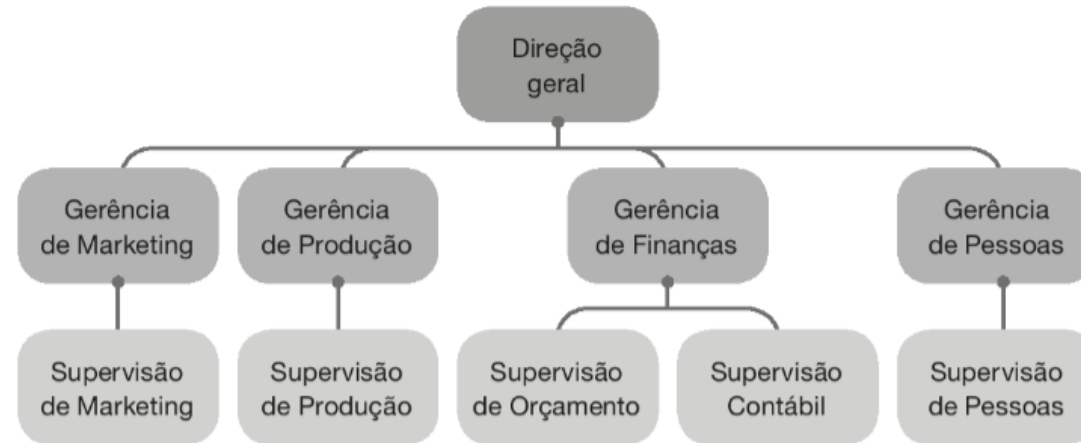 Direção
geral
Gerência
de Marketing
Gerência
de Produção
Gerência
de Finanças
Gerência
de Pessoas
Supervisão
de Marketing
Supervisão
de Produção
Supervisão
de Orçamento
Supervisão
Contábil
Supervisão
de Pessoas